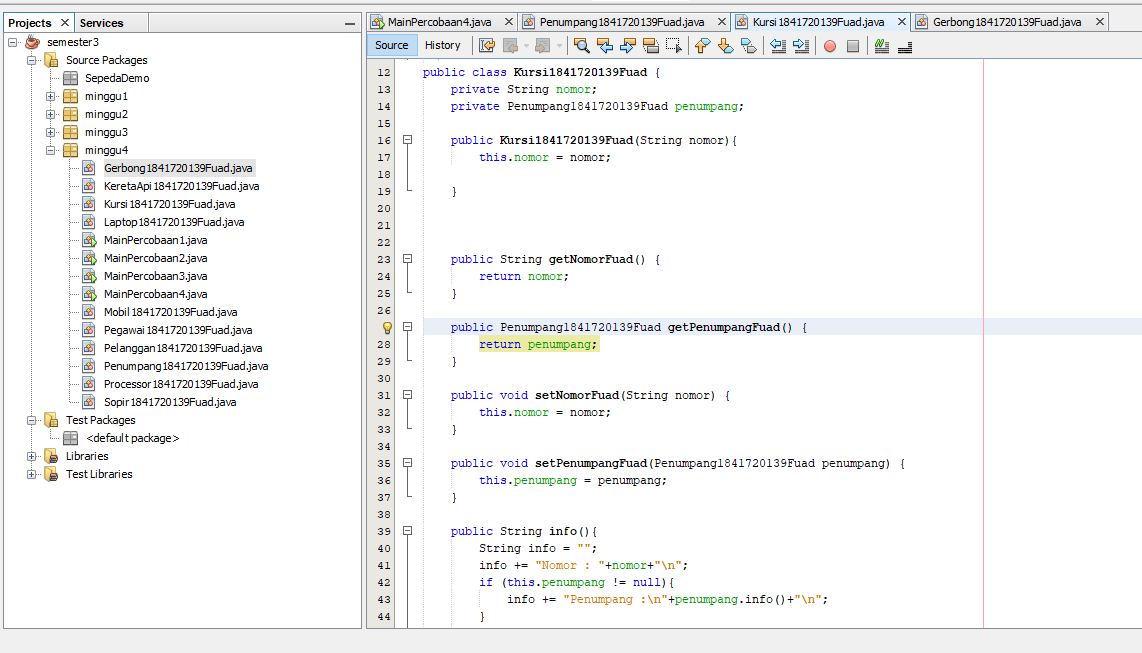 Projects
Services
semester3
Source Packages
SepedaDemo
minggu1
minggu2
minggu3
minggu4
Gerbong1841720139Fuad.java
KeretaApi1841720139Fuad.java
Kursi1841720139Fuad.java
Laptop1841720139Fuad.java
MainPercobaan1.java
MainPercobaan2.java
MainPercobaan3.java
MainPercobaan4.java
Mobil1841720139Fuad.java
Pegawai1841720139Fuad.java
Pelanggan1841720139Fuad.java
Penumpang1841720139Fuad.java
Processor1841720139Fuad.java
Sopir1841720139Fuad.java
Test Packages
<default package>
Libraries
Test Libraries
MainPercobaan4.java Penumpang1841720139Fuad.java Kursi1841720139Fuad.java Gerbong1841720139Fuad.java
Source History
12 public class Kursi1841720139Fuad {
13     private String nomor;
14     private Penumpang1841720139Fuad penumpang;
15
16     public Kursi1841720139Fuad(String nomor){
17         this.nomor = nomor;
18
19     }
20
21
22
23     public String getNomorFuad() {
24         return nomor;
25     }
26
public Penumpang1841720139Fuad getPenumpangFuad() {
28         return penumpang;
29     }
30
31     public void setNomorFuad(String nomor) {
32         this.nomor = nomor;
33     }
34
35     public void setPenumpangFuad(Penumpang1841720139Fuad penumpang) {
36         this.penumpang = penumpang;
37     }
38
39     public String info(){
40         String info = "";
41         info += "Nomor : "+nomor+"\n";
42         if (this.penumpang != null){
43             info += "Penumpang :\n"+penumpang.info()+"\n";
44         }